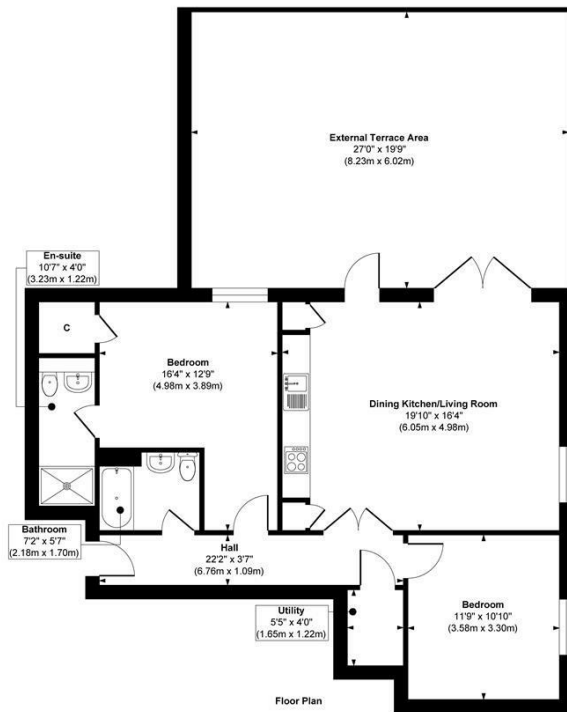 External Terrace Area
27'0" x 19'9"
(8.23m x 6.02m)
En-suite
10'7" x 4'0"
(3.23m x 1.22m)
C
Bedroom
16'4" x 12'9"
(4.98m x 3.89m)
Dining Kitchen/Living Room
19'10" x 16'4"
(6.05m x 4.98m)
Bathroom
7'2" x 5'7"
(2.18m x 1.70m)
Hall
22'2" x 3'7"
(6.76m x 1.09m)
Utility
5'5" x 4'0"
(1.65m x 1.22m)
Bedroom
11'9" x 10'10"
(3.58m x 3.30m)
Floor Plan